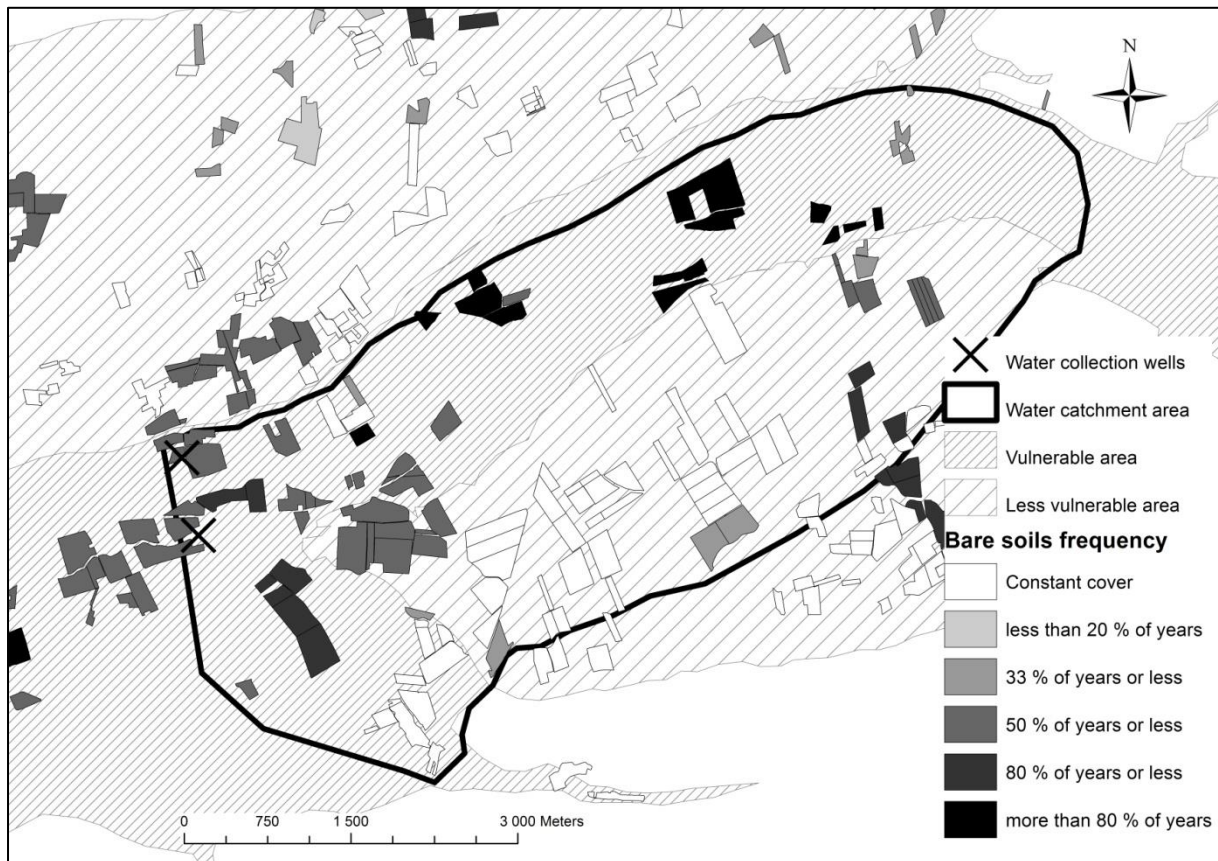 N
Water collection wells
Water catchment area
Vulnerable area
Less vulnerable area
Bare soils frequency
Constant cover
less than 20 % of years
33 % of years or less
50 % of years or less
80 % of years or less
more than 80 % of years
0 750 1 500 3 000 Meters